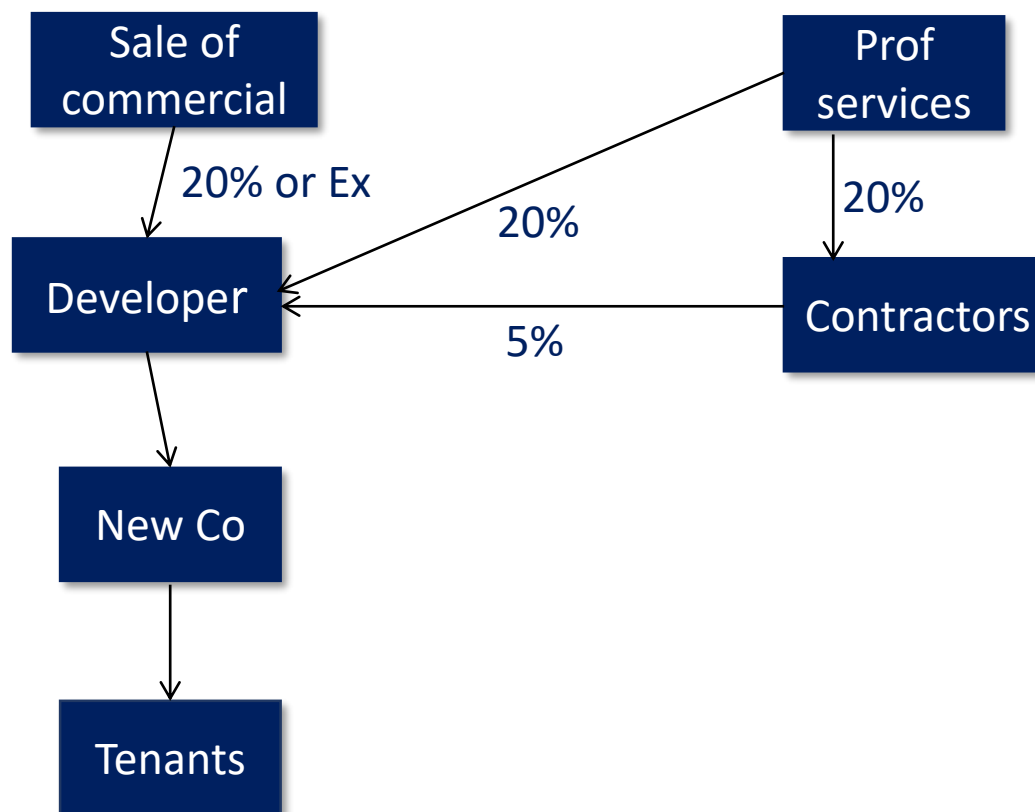 Sale of
commercial
Prof
services
20% or Ex
20%
20%
Developer
Contractors
5%
New Co
Tenants